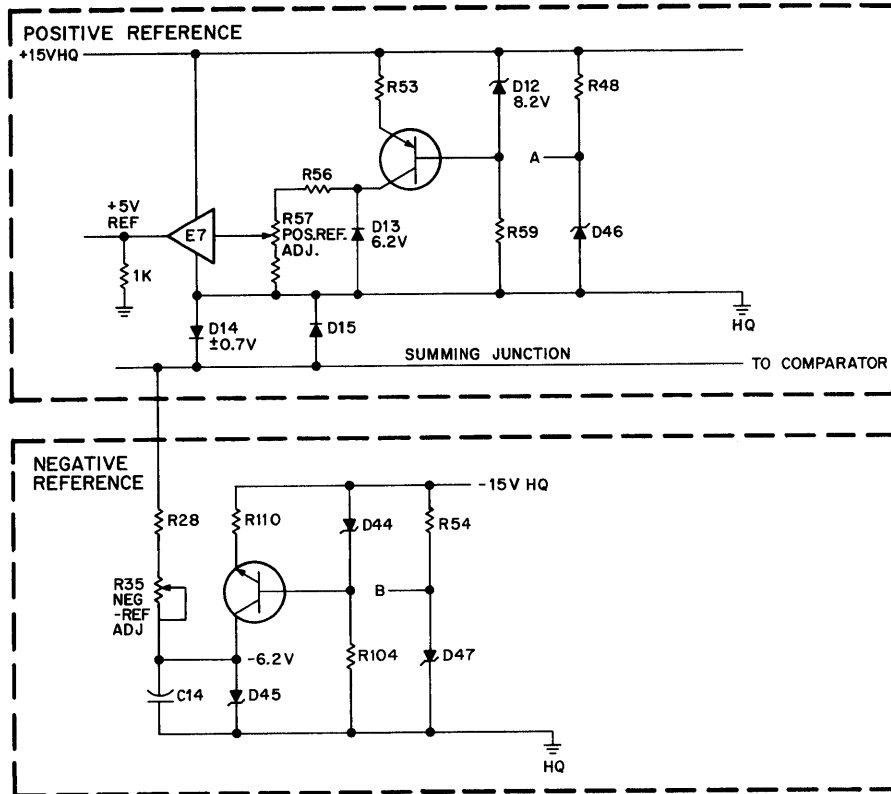 POSITIVE REFERENCE
+15VHQ
R53
D12
8.2V
R48
A
R56
+5V
REF
E7
R57
POS.REF.
ADJ.
D13
6.2V
R59
D46
1K
HQ
D14
±0.7V
D15
SUMMING JUNCTION
TO COMPARATOR
NEGATIVE
REFERENCE
-15V HQ
R28
R110
D44
R54
R35
NEG
-REF
ADJ
B
-6.2V
R104
D47
C14
D45
HQ